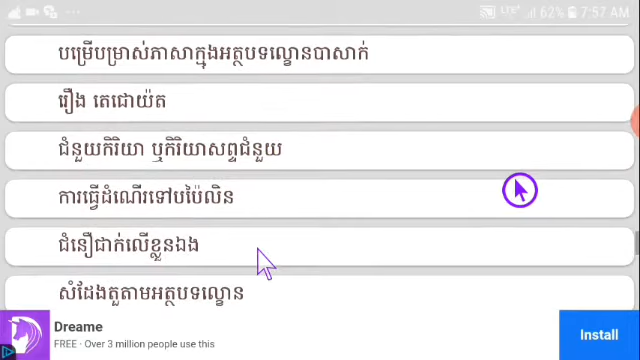 LTE+ 62% 7:57 AM
បម្រើបម្រាស់ភាសាក្នុងអត្ថបទល្ខោនបាសាក់
រឿង តេជោយ៉ត
ជំនួយកិរិយា ឬកិរិយាសព្ទជំនួយ
ការធ្វើដំណើរទៅបប៉ៃលិន
ជំនឿជាក់លើខ្លួនឯង
សំដែងតួតាមអត្ថបទល្ខោន
Dreame
FREE · Over 3 million people use this
Install